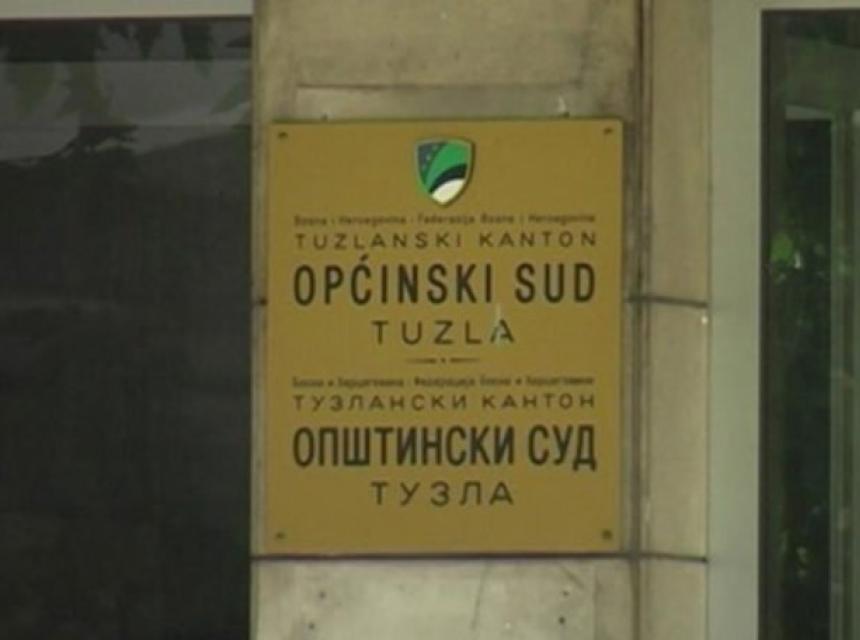 Bosna i Hercegovina - Federacija Bosne i Hercegovine
TUZLANSKI KANTON
OPĆINSKI SUD
TUZLA
Босна и Херцеговина - Федерација Босне и Херцеговине
ТУЗЛАНСКИ КАНТОН
ОПШТИНСКИ СУД
ТУЗЛА